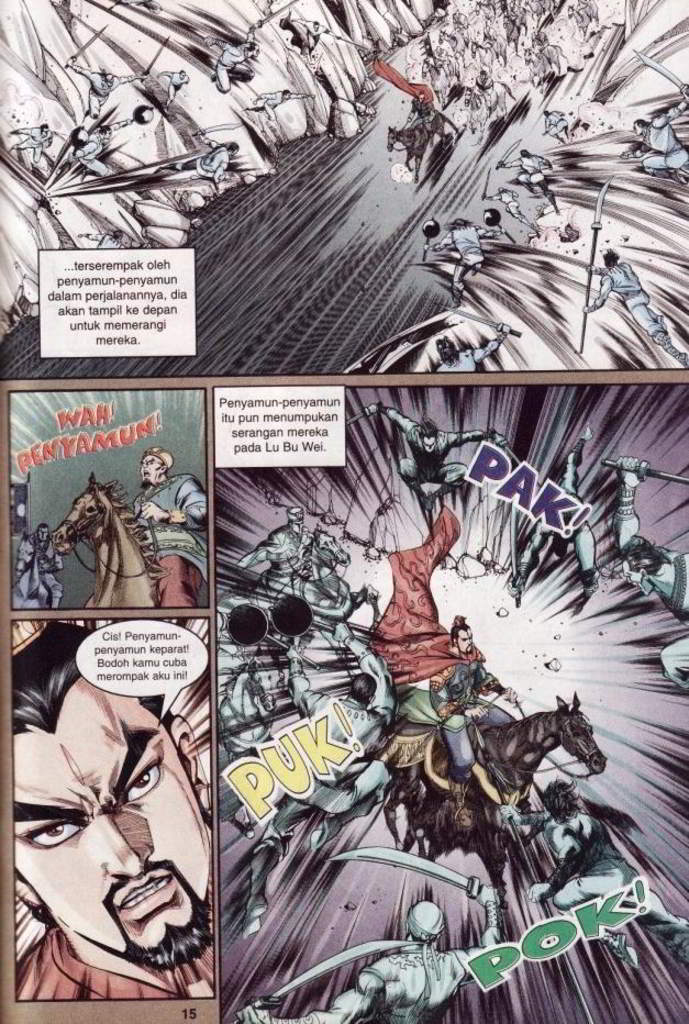 ...terserempak oleh
penyamun-penyamun
dalam perjalanannya, dia
akan tampil ke depan
untuk memerangi
mereka.
WAH!
PENYAMUN!
Penyamun-penyamun
itu pun menumpukan
serangan mereka
pada Lu Bu Wei.
PAK!
Cis! Penyamun-
penyamun keparat!
Bodoh kamu cuba
merompak aku ini!
PUK!
POK!
15